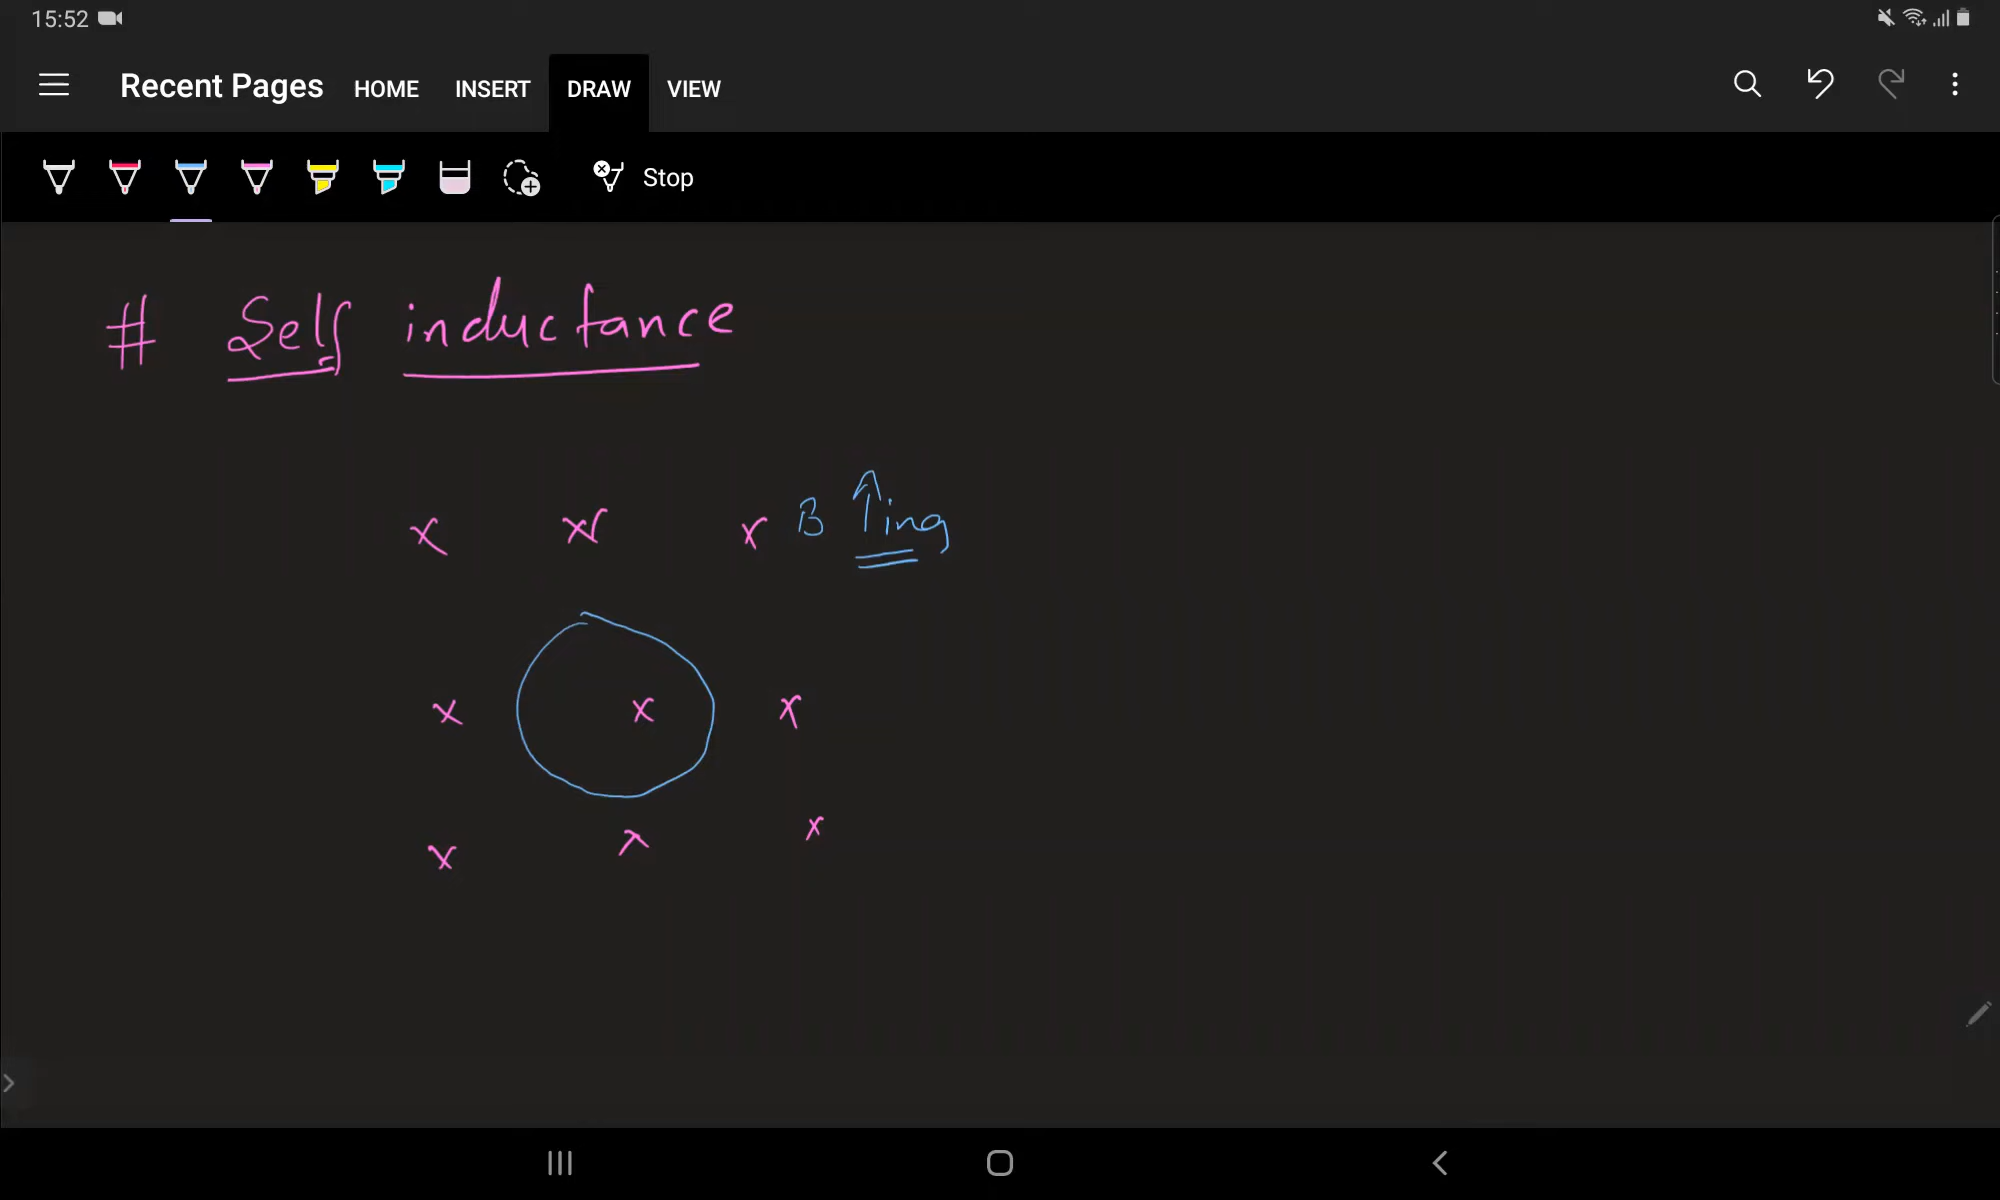 15:52
Recent Pages HOME INSERT DRAW VIEW
Stop
# Self inductance
x x x B ↑ing
x x x
x x x